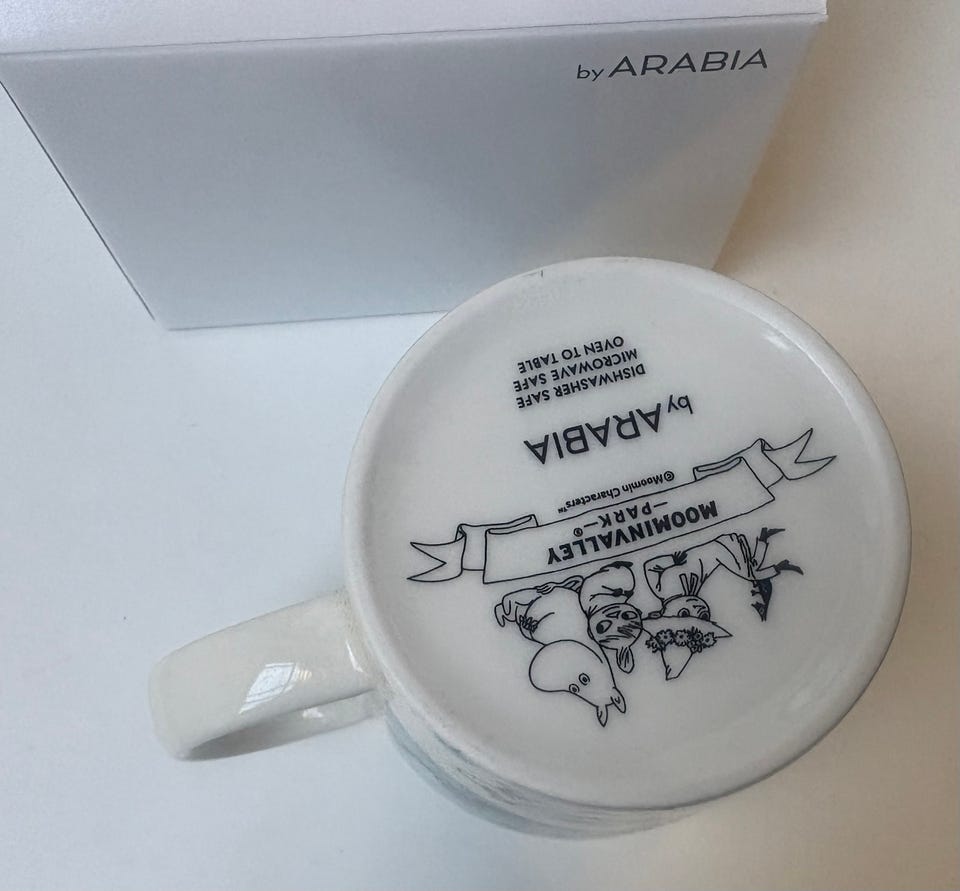 by ARABIA
MOOMINVALLEY
—PARK—®
©Moomin Characters™
by ARABIA
DISHWASHER SAFE
MICROWAVE SAFE
OVEN TO TABLE